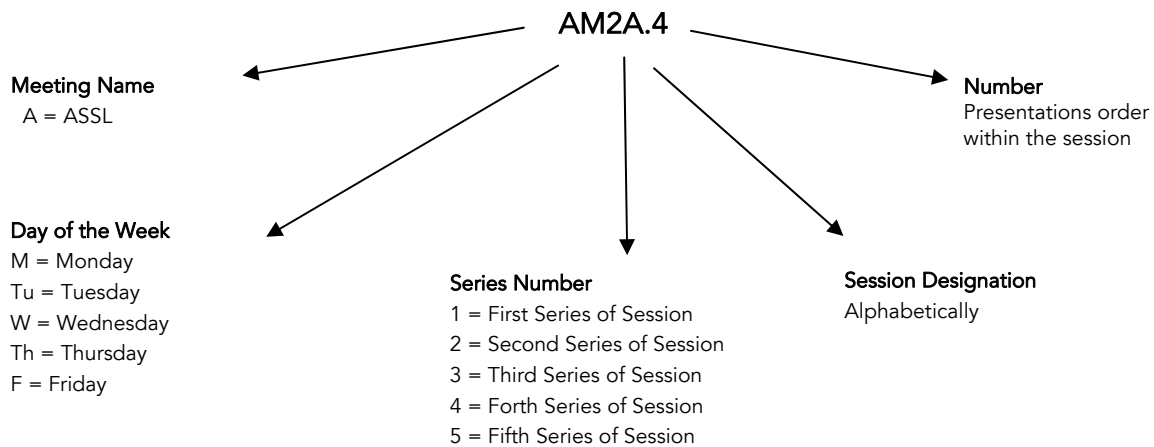 AM2A.4
Meeting Name
A = ASSL
Number
Presentations order
within the session
Day of the Week
M = Monday
Tu = Tuesday
W = Wednesday
Th = Thursday
F = Friday
Series Number
1 = First Series of Session
2 = Second Series of Session
3 = Third Series of Session
4 = Forth Series of Session
5 = Fifth Series of Session
Session Designation
Alphabetically